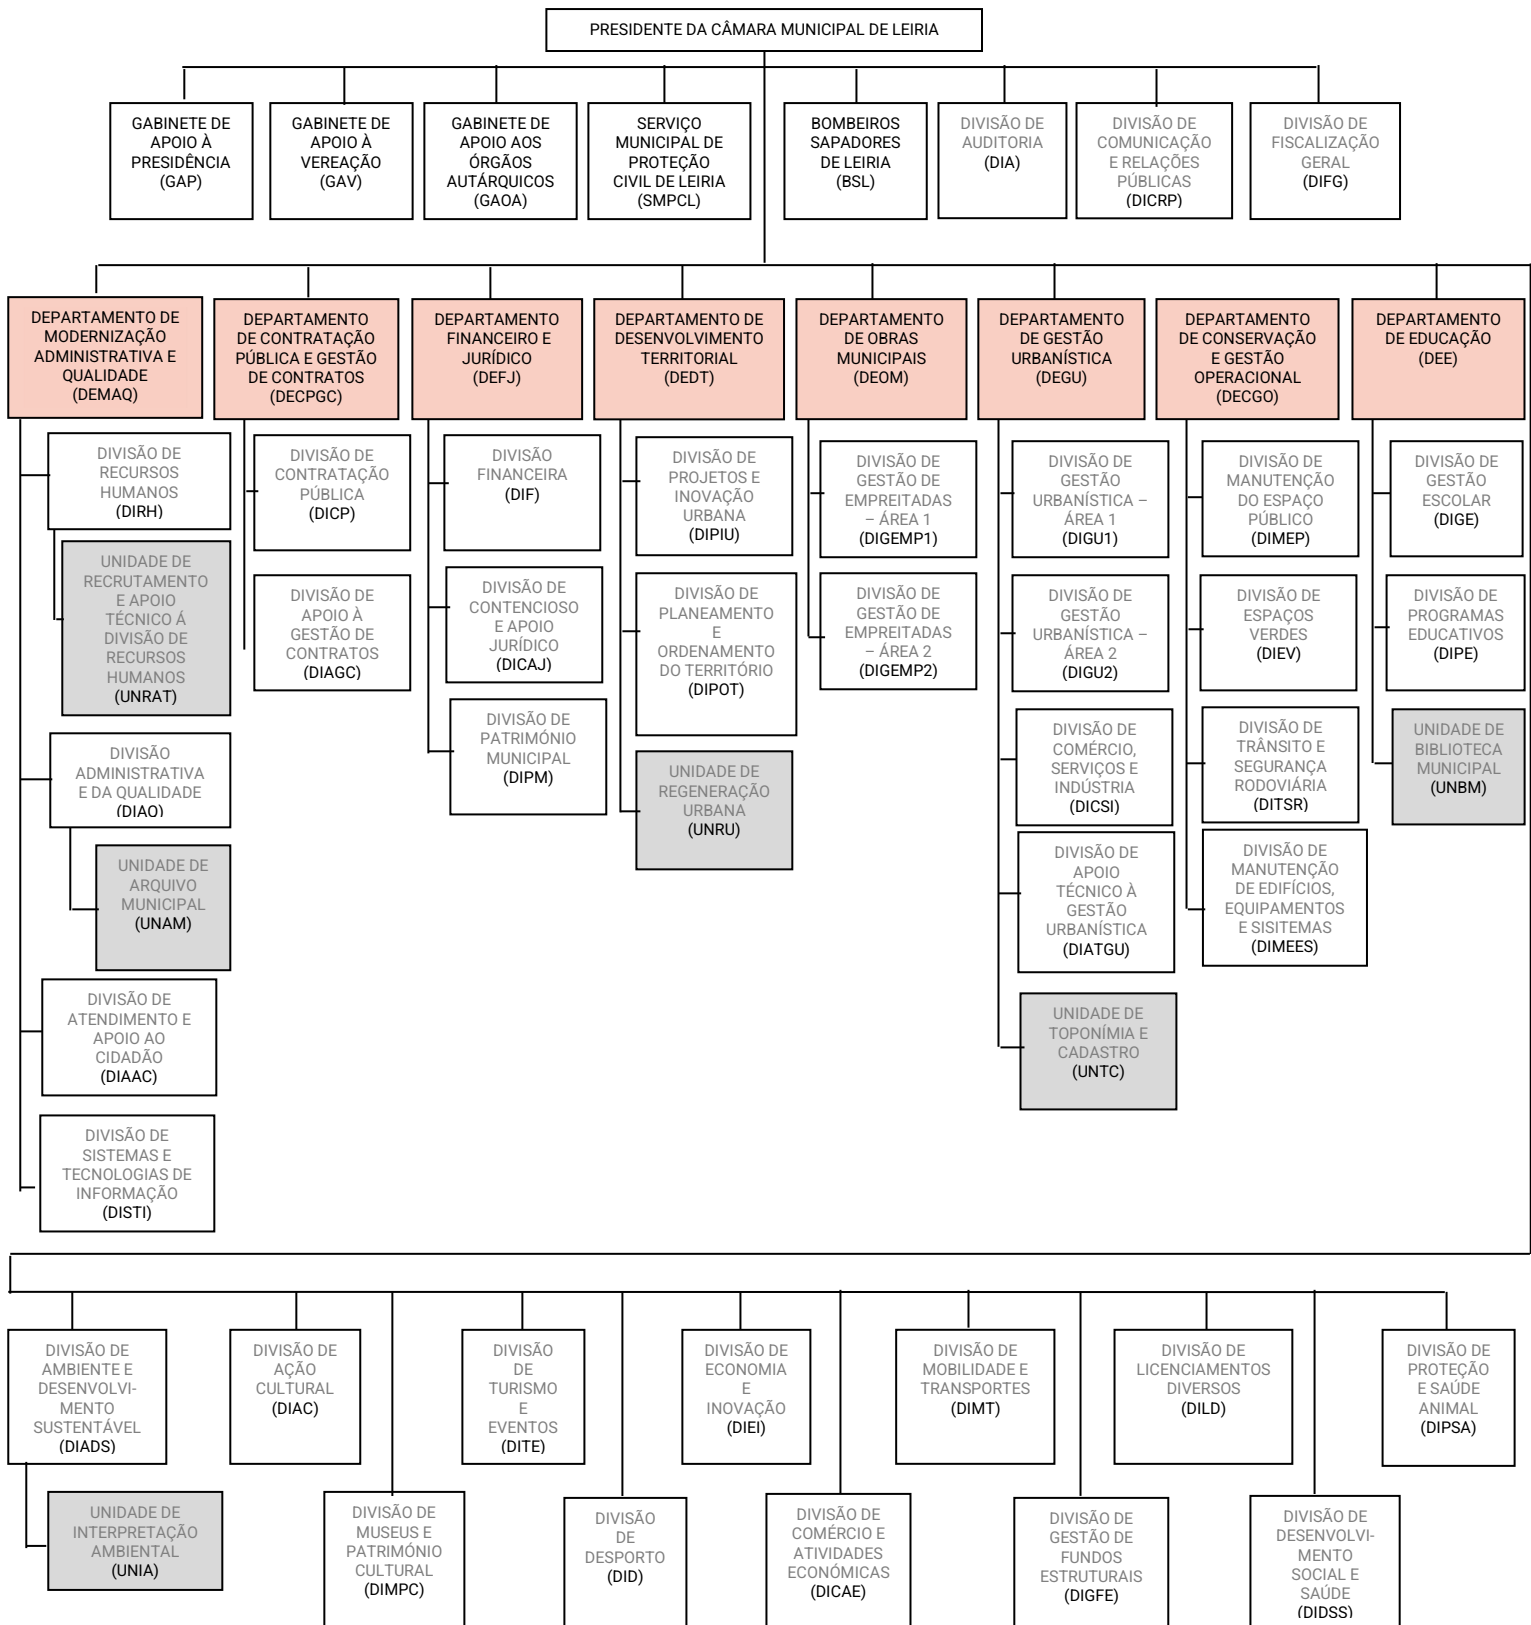 PRESIDENTE DA CÂMARA MUNICIPAL DE LEIRIA
GABINETE DE
APOIO À
PRESIDÊNCIA
(GAP)
GABINETE DE
APOIO À
VEREAÇÃO
(GAV)
GABINETE DE
APOIO AOS
ÓRGÃOS
AUTÁRQUICOS
(GAOA)
SERVIÇO
MUNICIPAL DE
PROTEÇÃO
CIVIL DE LEIRIA
(SMPCL)
BOMBEIROS
SAPADORES
DE LEIRIA
(BSL)
DIVISÃO DE
AUDITORIA
(DIA)
DIVISÃO DE
COMUNICAÇÃO
E RELAÇÕES
PÚBLICAS
(DICRP)
DIVISÃO DE
FISCALIZAÇÃO
GERAL
(DIFG)
DEPARTAMENTO DE
MODERNIZAÇÃO
ADMINISTRATIVA E
QUALIDADE
(DEMAQ)
DEPARTAMENTO
DE CONTRATAÇÃO
PÚBLICA E GESTÃO
DE CONTRATOS
(DECPGC)
DEPARTAMENTO
FINANCEIRO E
JURÍDICO
(DEFJ)
DEPARTAMENTO DE
DESENVOLVIMENTO
TERRITORIAL
(DEDT)
DEPARTAMENTO
DE OBRAS
MUNICIPAIS
(DEOM)
DEPARTAMENTO
DE GESTÃO
URBANÍSTICA
(DEGU)
DEPARTAMENTO
DE CONSERVAÇÃO
E GESTÃO
OPERACIONAL
(DECGO)
DEPARTAMENTO
DE EDUCAÇÃO
(DEE)
DIVISÃO DE
RECURSOS
HUMANOS
(DIRH)
UNIDADE DE
RECRUTAMENTO
E APOIO
TÉCNICO Á
DIVISÃO DE
RECURSOS
HUMANOS
(UNRAT)
DIVISÃO
ADMINISTRATIVA
E DA QUALIDADE
(DIAQ)
UNIDADE DE
ARQUIVO
MUNICIPAL
(UNAM)
DIVISÃO DE
ATENDIMENTO E
APOIO AO
CIDADÃO
(DIAAC)
DIVISÃO DE
SISTEMAS E
TECNOLOGIAS DE
INFORMAÇÃO
(DISTI)
DIVISÃO DE
CONTRATAÇÃO
PÚBLICA
(DICP)
DIVISÃO DE
APOIO À
GESTÃO DE
CONTRATOS
(DIAGC)
DIVISÃO
FINANCEIRA
(DIF)
DIVISÃO DE
CONTENCIOSO
E APOIO
JURÍDICO
(DICAJ)
DIVISÃO DE
PATRIMÓNIO
MUNICIPAL
(DIPM)
DIVISÃO DE
PROJETOS E
INOVAÇÃO
URBANA
(DIPIU)
DIVISÃO DE
PLANEAMENTO
E
ORDENAMENTO
DO TERRITÓRIO
(DIPOT)
UNIDADE DE
REGENERAÇÃO
URBANA
(UNRU)
DIVISÃO DE
GESTÃO DE
EMPREITADAS
– ÁREA 1
(DIGEMP1)
DIVISÃO DE
GESTÃO DE
EMPREITADAS
– ÁREA 2
(DIGEMP2)
DIVISÃO DE
GESTÃO
URBANÍSTICA –
ÁREA 1
(DIGU1)
DIVISÃO DE
GESTÃO
URBANÍSTICA –
ÁREA 2
(DIGU2)
DIVISÃO DE
COMÉRCIO,
SERVIÇOS E
INDÚSTRIA
(DICSI)
DIVISÃO DE
APOIO
TÉCNICO À
GESTÃO
URBANÍSTICA
(DIATGU)
UNIDADE DE
TOPONÍMIA E
CADASTRO
(UNTC)
DIVISÃO DE
MANUTENÇÃO
DO ESPAÇO
PÚBLICO
(DIMEP)
DIVISÃO DE
ESPAÇOS
VERDES
(DIEV)
DIVISÃO DE
TRÂNSITO E
SEGURANÇA
RODOVIÁRIA
(DITSR)
DIVISÃO DE
MANUTENÇÃO
DE EDIFÍCIOS,
EQUIPAMENTOS
E SISITEMAS
(DIMEES)
DIVISÃO DE
GESTÃO
ESCOLAR
(DIGE)
DIVISÃO DE
PROGRAMAS
EDUCATIVOS
(DIPE)
UNIDADE DE
BIBLIOTECA
MUNICIPAL
(UNBM)
DIVISÃO DE
AMBIENTE E
DESENVOLVI-
MENTO
SUSTENTÁVEL
(DIADS)
DIVISÃO DE
AÇÃO
CULTURAL
(DIAC)
DIVISÃO
DE
TURISMO
E
EVENTOS
(DITE)
DIVISÃO DE
ECONOMIA
E
INOVAÇÃO
(DIEI)
DIVISÃO DE
MOBILIDADE E
TRANSPORTES
(DIMT)
DIVISÃO DE
LICENCIAMENTOS
DIVERSOS
(DILD)
DIVISÃO DE
PROTEÇÃO
E SAÚDE
ANIMAL
(DIPSA)
UNIDADE DE
INTERPRETAÇÃO
AMBIENTAL
(UNIA)
DIVISÃO DE
MUSEUS E
PATRIMÓNIO
CULTURAL
(DIMPC)
DIVISÃO
DE
DESPORTO
(DID)
DIVISÃO DE
COMÉRCIO E
ATIVIDADES
ECONÓMICAS
(DICAE)
DIVISÃO DE
GESTÃO DE
FUNDOS
ESTRUTURAIS
(DIGFE)
DIVISÃO DE
DESENVOLVI-
MENTO
SOCIAL E
SAÚDE
(DIDSS)